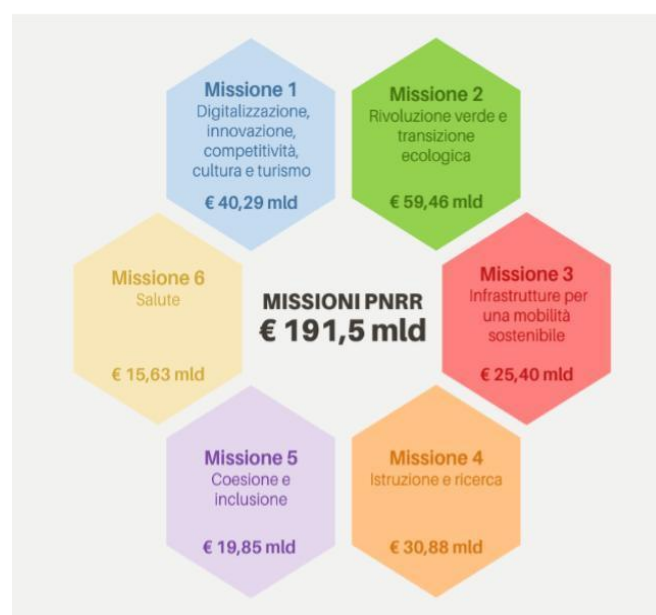 Missione 1
Digitalizzazione,
innovazione,
competitività,
cultura e turismo
€ 40,29 mld
Missione 2
Rivoluzione verde e
transizione
ecologica
€ 59,46 mld
Missione 6
Salute
€ 15,63 mld
MISSIONI PNRR
€ 191,5 mld
Missione 3
Infrastrutture per
una mobilità
sostenibile
€ 25,40 mld
Missione 5
Coesione e
inclusione
€ 19,85 mld
Missione 4
Istruzione e ricerca
€ 30,88 mld